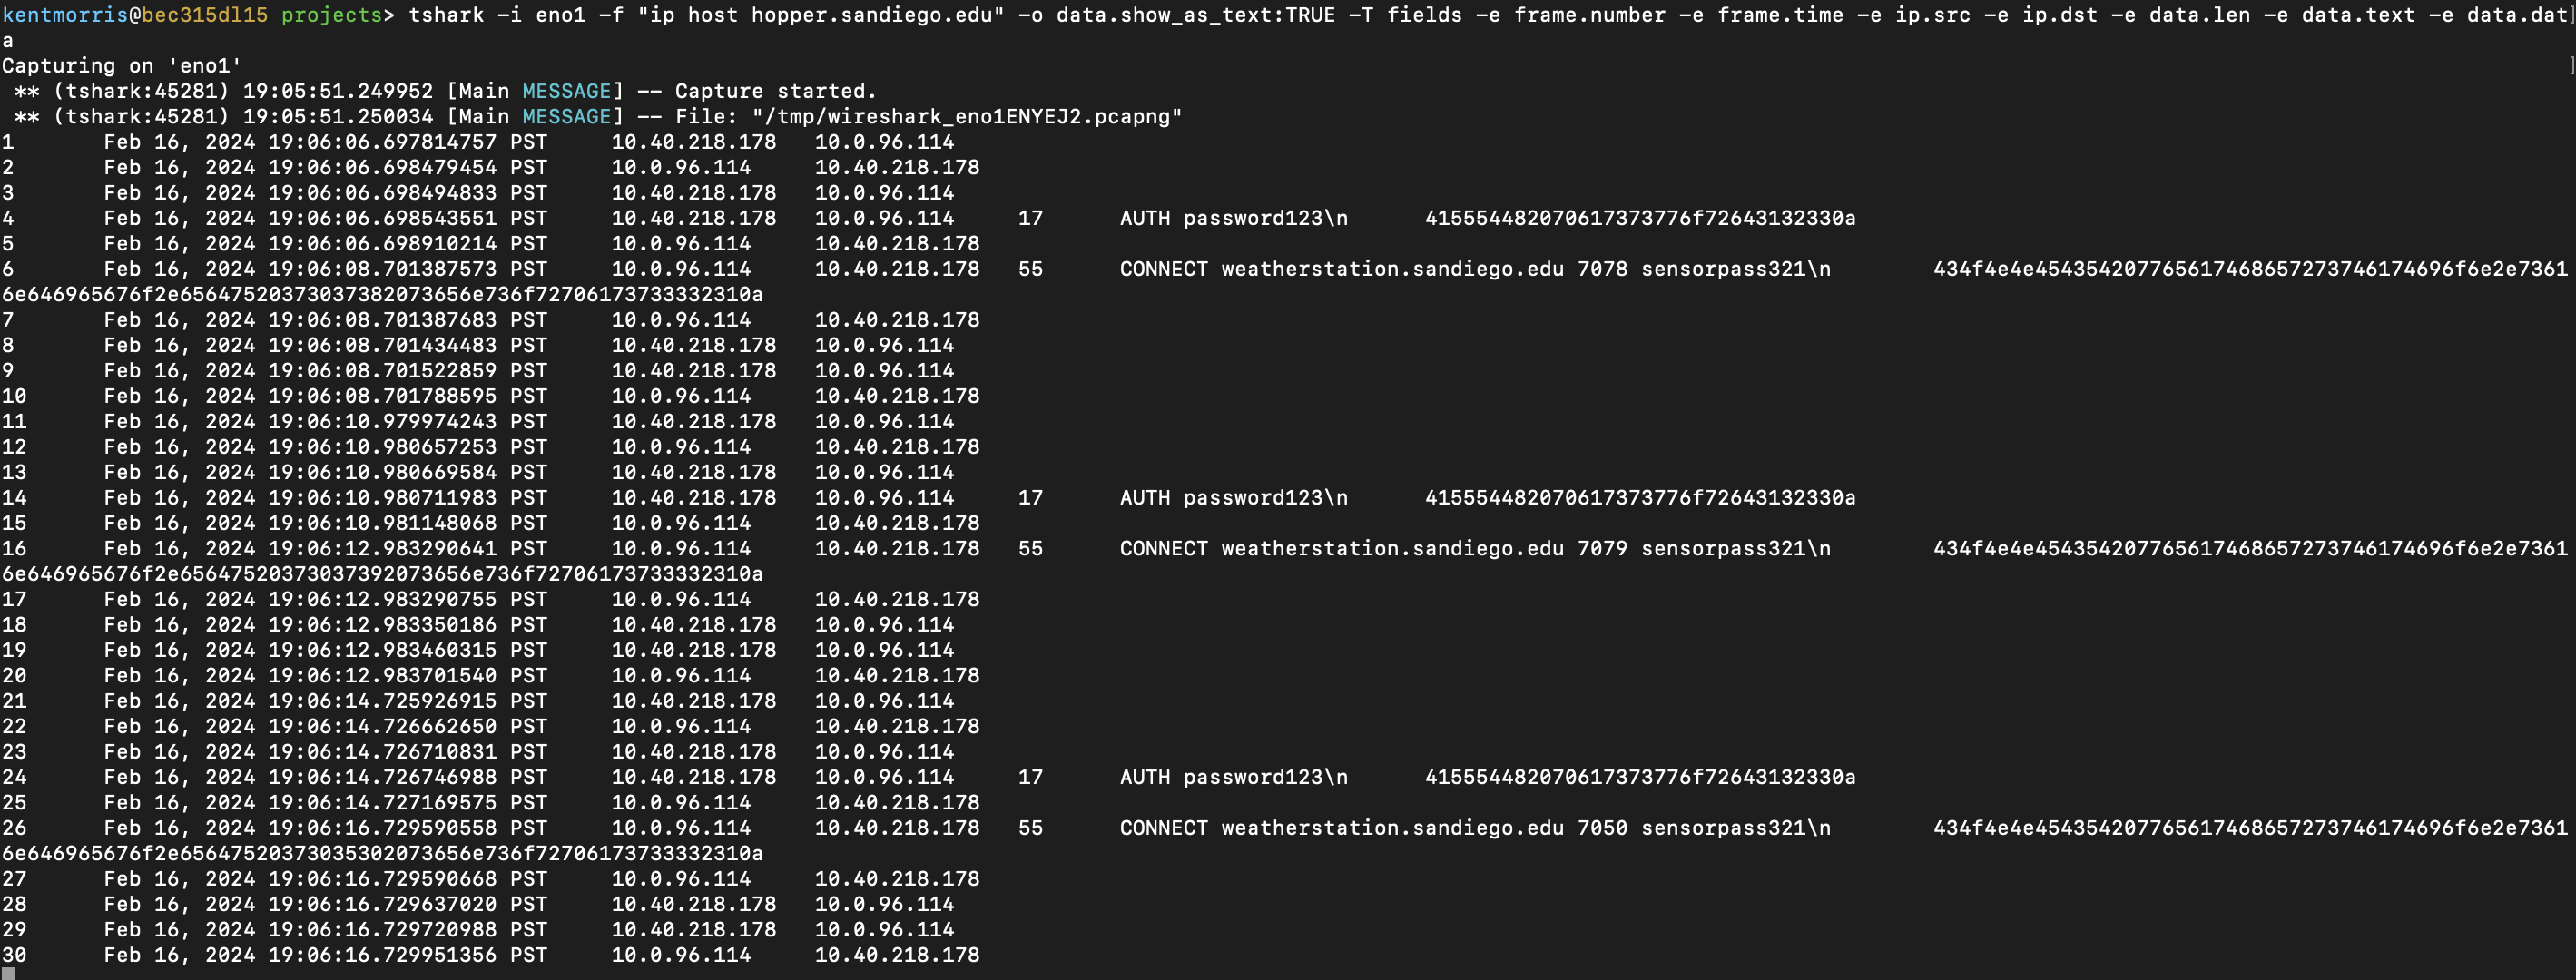 kentmorris@bec315dl15 projects> tshark -i eno1 -f "ip host hopper.sandiego.edu" -o data.show_as_text:TRUE -T fields -e frame.number -e frame.time -e ip.src -e ip.dst -e data.len -e data.text -e data.dat]
a
Capturing on 'eno1' ]
** (tshark:45281) 19:05:51.249952 [Main MESSAGE] -- Capture started.
** (tshark:45281) 19:05:51.250034 [Main MESSAGE] -- File: "/tmp/wireshark_eno1ENYEJ2.pcapng"
1 Feb 16, 2024 19:06:06.697814757 PST 10.40.218.178 10.0.96.114
2 Feb 16, 2024 19:06:06.698479454 PST 10.0.96.114 10.40.218.178
3 Feb 16, 2024 19:06:06.698494833 PST 10.40.218.178 10.0.96.114
4 Feb 16, 2024 19:06:06.698543551 PST 10.40.218.178 10.0.96.114 17 AUTH password123\n 415554482070617373776f72643132330a
5 Feb 16, 2024 19:06:06.698910214 PST 10.0.96.114 10.40.218.178
6 Feb 16, 2024 19:06:08.701387573 PST 10.0.96.114 10.40.218.178 55 CONNECT weatherstation.sandiego.edu 7078 sensorpass321\n 434f4e4e454354207765617468657273746174696f6e2e7361
6e646965676f2e65647520373037382073656e736f72706173733332310a
7 Feb 16, 2024 19:06:08.701387683 PST 10.0.96.114 10.40.218.178
8 Feb 16, 2024 19:06:08.701434483 PST 10.40.218.178 10.0.96.114
9 Feb 16, 2024 19:06:08.701522859 PST 10.40.218.178 10.0.96.114
10 Feb 16, 2024 19:06:08.701788595 PST 10.0.96.114 10.40.218.178
11 Feb 16, 2024 19:06:10.979974243 PST 10.40.218.178 10.0.96.114
12 Feb 16, 2024 19:06:10.980657253 PST 10.0.96.114 10.40.218.178
13 Feb 16, 2024 19:06:10.980669584 PST 10.40.218.178 10.0.96.114
14 Feb 16, 2024 19:06:10.980711983 PST 10.40.218.178 10.0.96.114 17 AUTH password123\n 415554482070617373776f72643132330a
15 Feb 16, 2024 19:06:10.981148068 PST 10.0.96.114 10.40.218.178
16 Feb 16, 2024 19:06:12.983290641 PST 10.0.96.114 10.40.218.178 55 CONNECT weatherstation.sandiego.edu 7079 sensorpass321\n 434f4e4e454354207765617468657273746174696f6e2e7361
6e646965676f2e65647520373037392073656e736f72706173733332310a
17 Feb 16, 2024 19:06:12.983290755 PST 10.0.96.114 10.40.218.178
18 Feb 16, 2024 19:06:12.983350186 PST 10.40.218.178 10.0.96.114
19 Feb 16, 2024 19:06:12.983460315 PST 10.40.218.178 10.0.96.114
20 Feb 16, 2024 19:06:12.983701540 PST 10.0.96.114 10.40.218.178
21 Feb 16, 2024 19:06:14.725926915 PST 10.40.218.178 10.0.96.114
22 Feb 16, 2024 19:06:14.726662650 PST 10.0.96.114 10.40.218.178
23 Feb 16, 2024 19:06:14.726710831 PST 10.40.218.178 10.0.96.114
24 Feb 16, 2024 19:06:14.726746988 PST 10.40.218.178 10.0.96.114 17 AUTH password123\n 415554482070617373776f72643132330a
25 Feb 16, 2024 19:06:14.727169575 PST 10.0.96.114 10.40.218.178
26 Feb 16, 2024 19:06:16.729590558 PST 10.0.96.114 10.40.218.178 55 CONNECT weatherstation.sandiego.edu 7050 sensorpass321\n 434f4e4e454354207765617468657273746174696f6e2e7361
6e646965676f2e65647520373035302073656e736f72706173733332310a
27 Feb 16, 2024 19:06:16.729590668 PST 10.0.96.114 10.40.218.178
28 Feb 16, 2024 19:06:16.729637020 PST 10.40.218.178 10.0.96.114
29 Feb 16, 2024 19:06:16.729720988 PST 10.40.218.178 10.0.96.114
30 Feb 16, 2024 19:06:16.729951356 PST 10.0.96.114 10.40.218.178